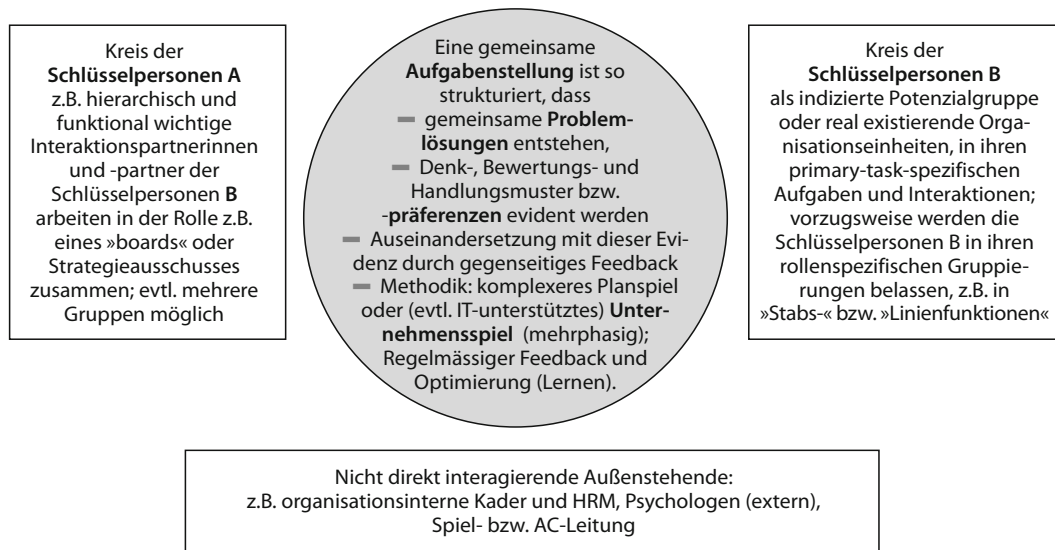 Kreis der
Schlüsselpersonen A
z.B. hierarchisch und
funktional wichtige
Interaktionspartnerinnen
und -partner der
Schlüsselpersonen B
arbeiten in der Rolle z.B.
eines »boards« oder
Strategieausschusses
zusammen; evtl. mehrere
Gruppen möglich
Eine gemeinsame
Aufgabenstellung ist so
strukturiert, dass
– gemeinsame Problem-
lösungen entstehen,
– Denk-, Bewertungs- und
Handlungsmuster bzw.
-präferenzen evident werden
– Auseinandersetzung mit dieser Evi-
denz durch gegenseitiges Feedback
– Methodik: komplexeres Planspiel
oder (evtl. IT-unterstütztes) Unter-
nehmensspiel (mehrphasig);
Regelmässiger Feedback und
Optimierung (Lernen).
Kreis der
Schlüsselpersonen B
als indizierte Potenzialgruppe
oder real existierende Orga-
nisationseinheiten, in ihren
primary-task-spezifischen
Aufgaben und Interaktionen;
vorzugsweise werden die
Schlüsselpersonen B in ihren
rollenspezifischen Gruppie-
rungen belassen, z.B. in
»Stabs-« bzw. »Linienfunktionen«
Nicht direkt interagierende Außenstehende:
z.B. organisationsinterne Kader und HRM, Psychologen (extern),
Spiel- bzw. AC-Leitung